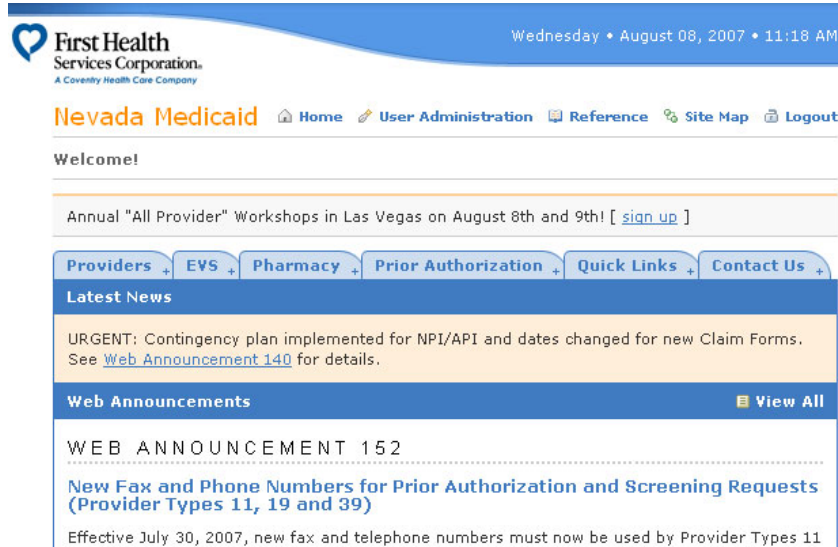 First Health
Services Corporation®
A Coventry Health Care Company
Wednesday • August 08, 2007 • 11:18 AM
Nevada Medicaid Home User Administration Reference Site Map Logout
Welcome!
Annual "All Provider" Workshops in Las Vegas on August 8th and 9th! [ sign up ]
Providers + EVS + Pharmacy + Prior Authorization + Quick Links + Contact Us +
Latest News
URGENT: Contingency plan implemented for NPI/API and dates changed for new Claim Forms.
See Web Announcement 140 for details.
Web Announcements View All
WEB ANNOUNCEMENT 152
New Fax and Phone Numbers for Prior Authorization and Screening Requests
(Provider Types 11, 19 and 39)
Effective July 30, 2007, new fax and telephone numbers must now be used by Provider Types 11